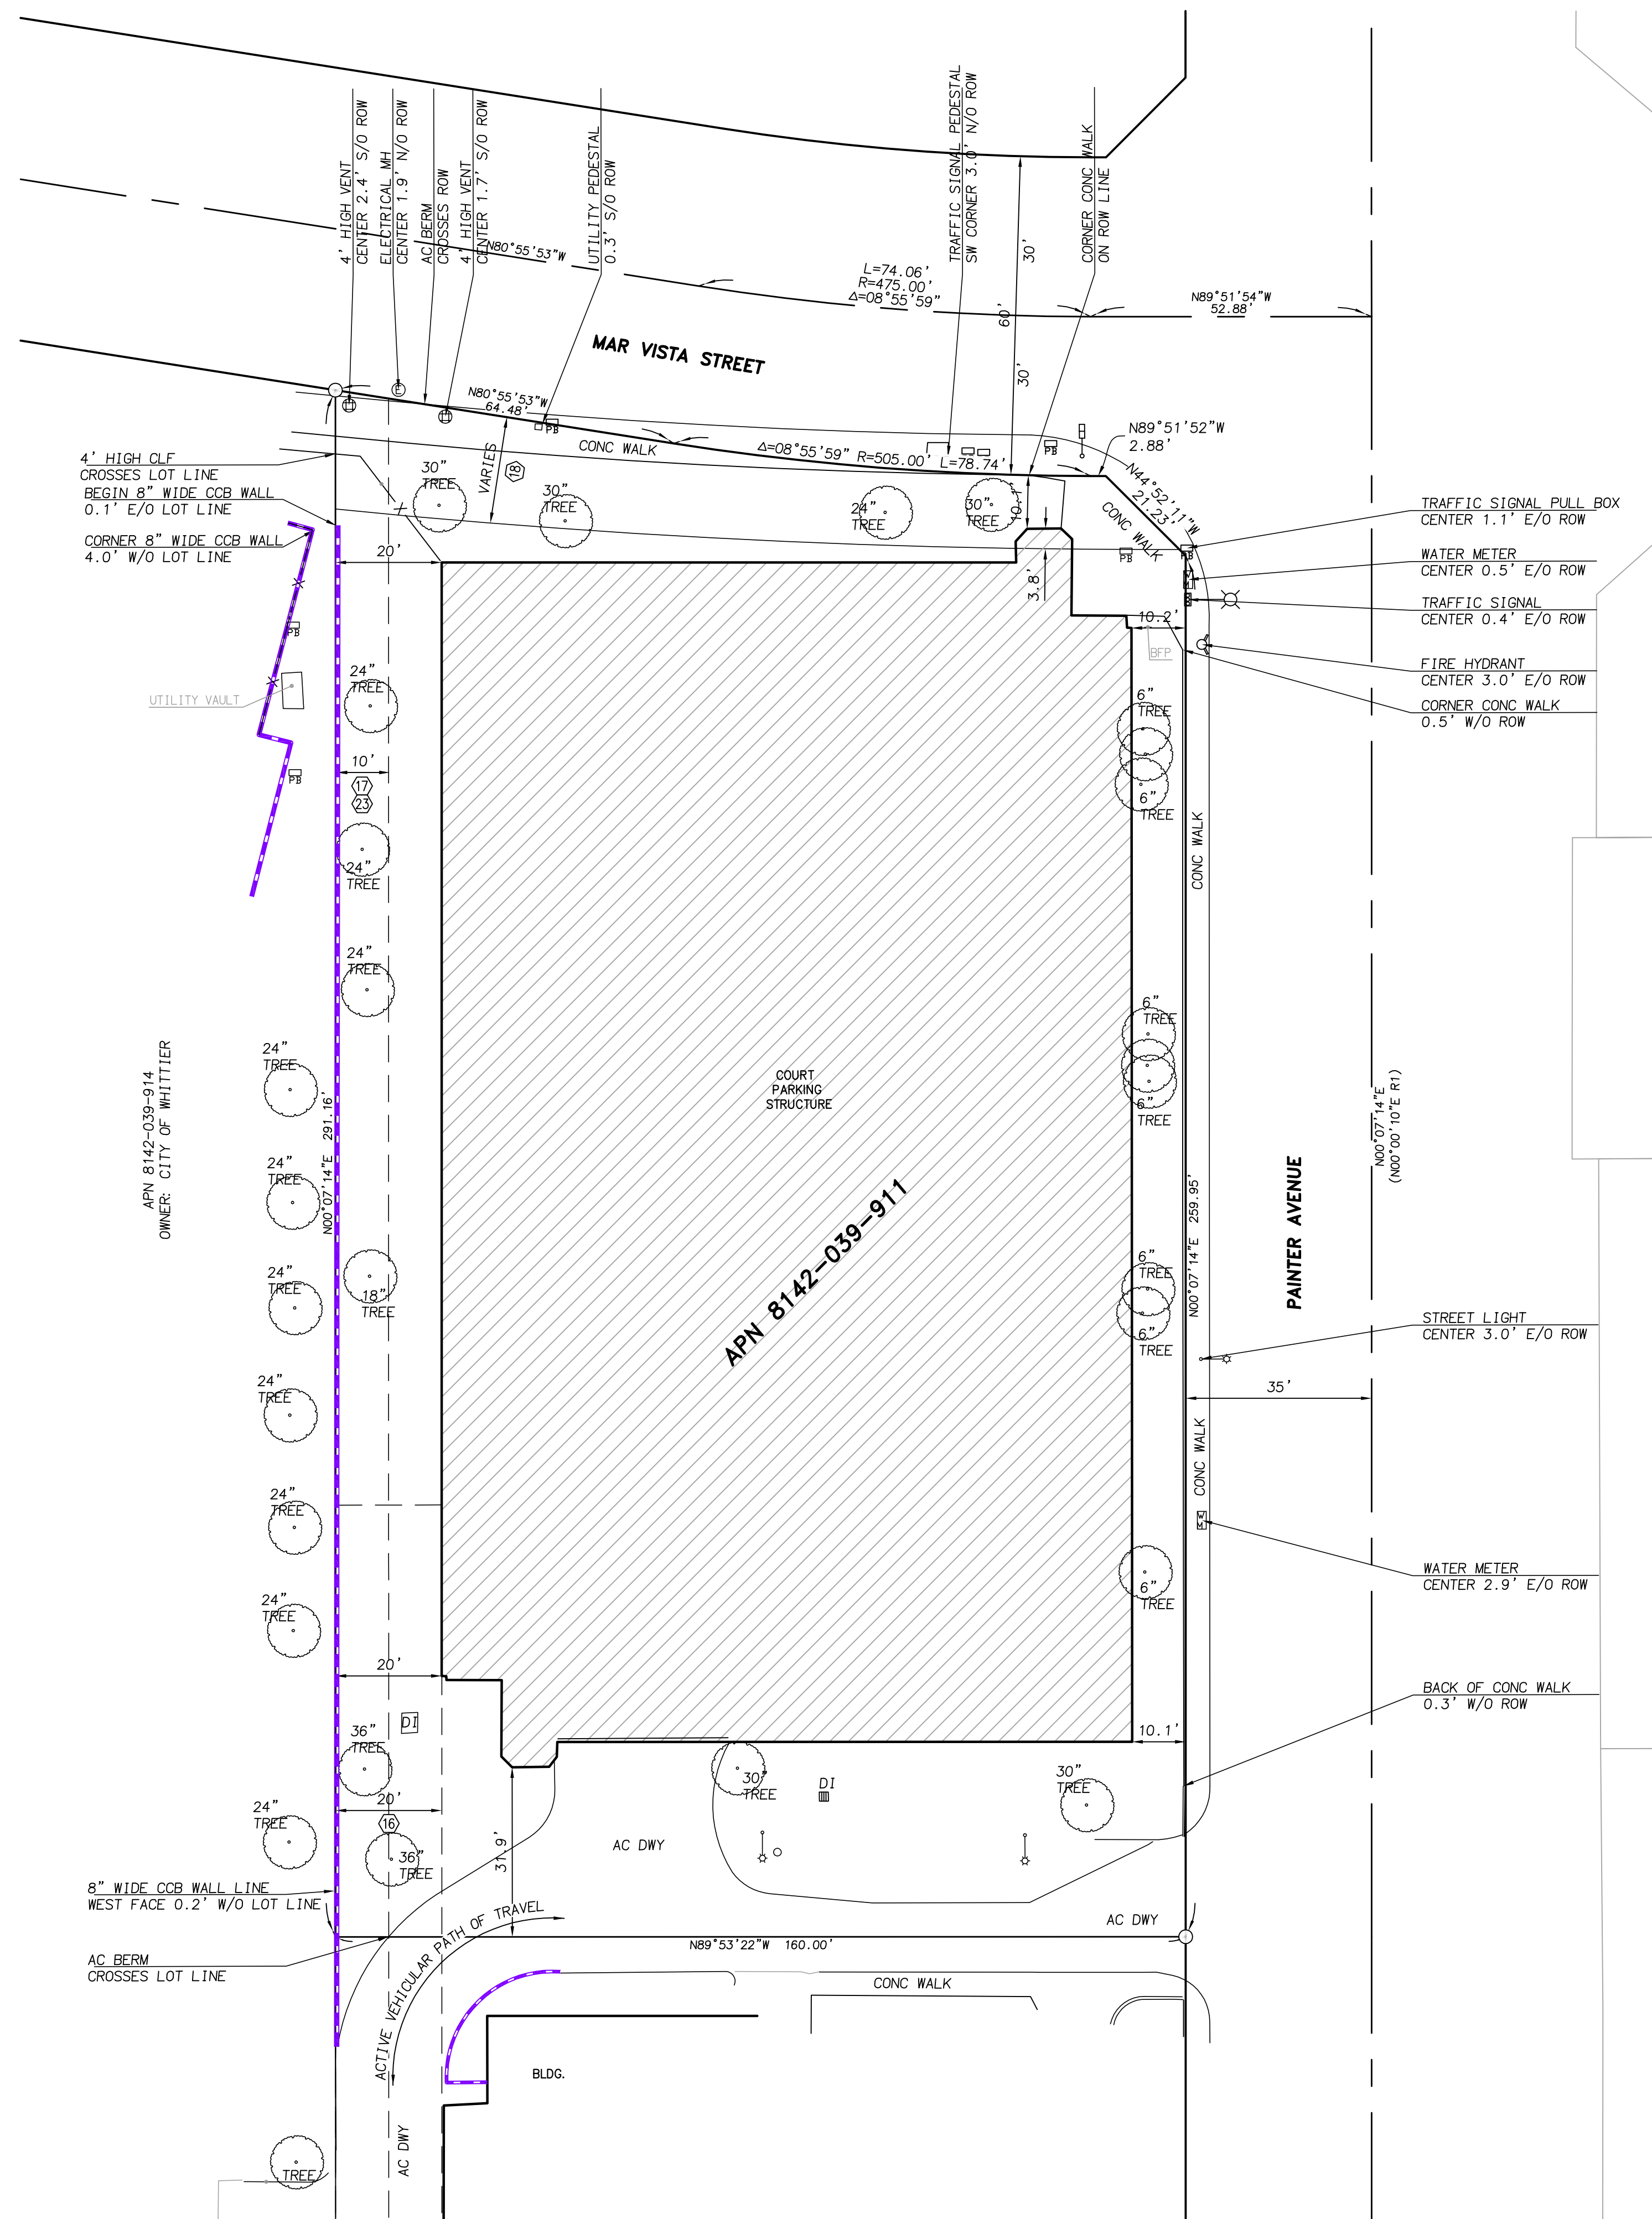 4' HIGH VENT
CENTER 2.4' S/O ROW
ELECTRICAL MH
CENTER 1.9' N/O ROW
AC BERM
CROSSES ROW
4' HIGH VENT
CENTER 1.7' S/O ROW
UTILITY PEDESTAL
0.3' S/O ROW
TRAFFIC SIGNAL PEDESTAL
SW CORNER 3.0' N/O ROW
CORNER CONC WALK
ON ROW LINE
N80°55'53"W
L=74.06'
R=475.00'
Δ=08°55'59"
N89°51'54"W
52.88'
30'
60'
30'
MAR VISTA STREET
E
N80°55'53"W
64.48'
PB
CONC WALK
Δ=08°55'59" R=505.00' L=78.74'
PB
N89°51'52"W
2.88'
N44°52'11"W
21.23'
4' HIGH CLF
CROSSES LOT LINE
BEGIN 8" WIDE CCB WALL
0.1' E/O LOT LINE
CORNER 8" WIDE CCB WALL
4.0' W/O LOT LINE
30"
TREE
VARIES
18
30"
TREE
24"
TREE
30"
TREE
CONC WALK
PB
PB
20'
3.8'
10.2'
BFP
TRAFFIC SIGNAL PULL BOX
CENTER 1.1' E/O ROW
WATER METER
CENTER 0.5' E/O ROW
TRAFFIC SIGNAL
CENTER 0.4' E/O ROW
FIRE HYDRANT
CENTER 3.0' E/O ROW
CORNER CONC WALK
0.5' W/O ROW
PB
UTILITY VAULT
24"
TREE
6"
TREE
PB
10'
17
23
6"
TREE
CONC WALK
24"
TREE
24"
TREE
6"
TREE
APN 8142-039-914
OWNER: CITY OF WHITTIER
24"
TREE
N00°07'14"E 291.16'
COURT
PARKING
STRUCTURE
6"
TREE
N00°07'14"E
(N00°00'10"E R1)
24"
TREE
APN 8142-039-911
N00°07'14"E 259.95'
PAINTER AVENUE
24"
TREE
18"
TREE
6"
TREE
6"
TREE
STREET LIGHT
CENTER 3.0' E/O ROW
24"
TREE
35'
CONC WALK
24"
TREE
24"
TREE
6"
TREE
WATER METER
CENTER 2.9' E/O ROW
20'
DI
36"
TREE
10.1'
BACK OF CONC WALK
0.3' W/O ROW
30"
TREE
DI
30"
TREE
20'
16
24"
TREE
36"
TREE
31.9'
AC DWY
8" WIDE CCB WALL LINE
WEST FACE 0.2' W/O LOT LINE
AC DWY
N89°53'22"W 160.00'
AC BERM
CROSSES LOT LINE
ACTIVE VEHICULAR PATH OF TRAVEL
CONC WALK
BLDG.
AC DWY
TREE